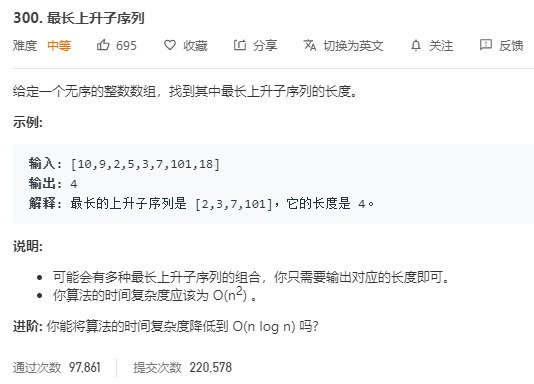 300. 最长上升子序列
难度 中等 695 收藏 分享 切换为英文 关注 反馈
给定一个无序的整数数组，找到其中最长上升子序列的长度。
示例:
输入: [10,9,2,5,3,7,101,18]
输出: 4
解释: 最长的上升子序列是 [2,3,7,101]，它的长度是 4。
说明:
可能会有多种最长上升子序列的组合，你只需要输出对应的长度即可。
你算法的时间复杂度应该为 O(n2) 。
进阶: 你能将算法的时间复杂度降低到 O(n log n) 吗?
通过次数 97,861 提交次数 220,578